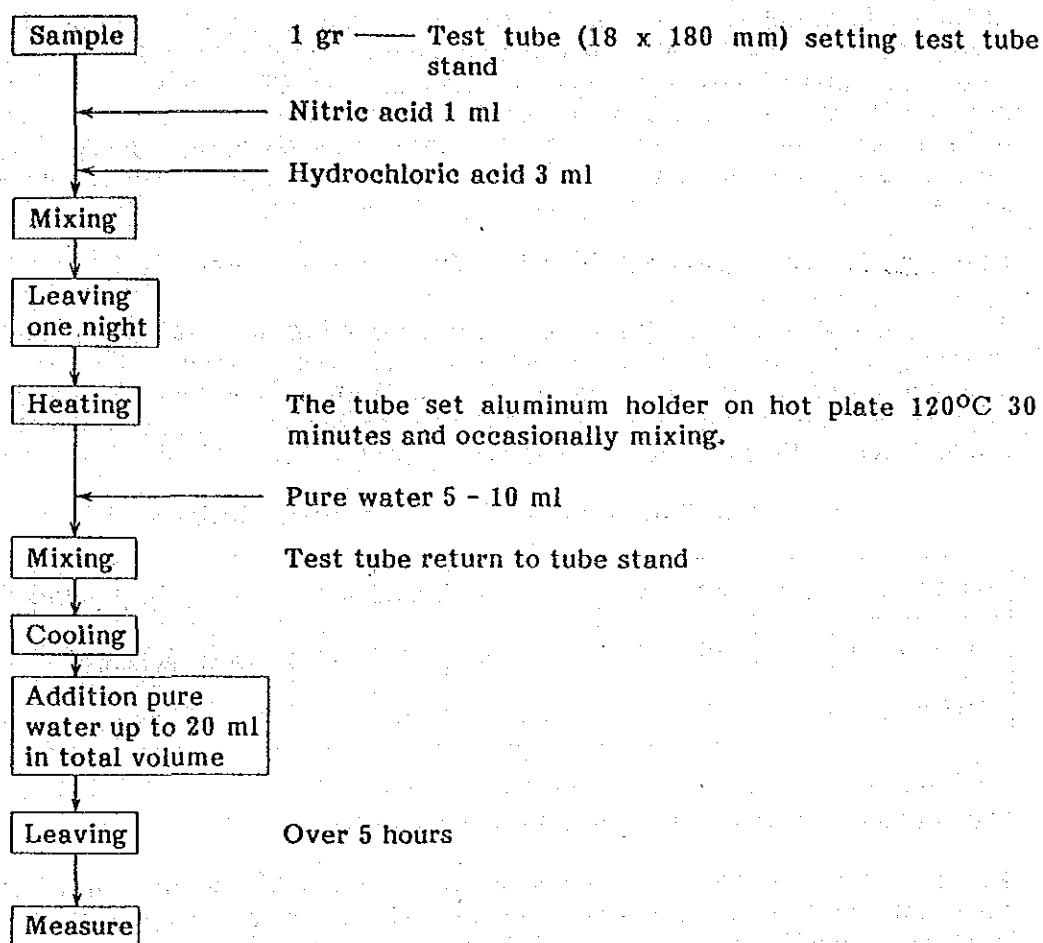 Sample 1 gr —— Test tube (18 x 180 mm) setting test tube
stand
Nitric acid 1 ml
Hydrochloric acid 3 ml
Mixing
Leaving
one night
Heating The tube set aluminum holder on hot plate 120°C 30
minutes and occasionally mixing.
Pure water 5 - 10 ml
Mixing Test tube return to tube stand
Cooling
Addition pure
water up to 20 ml
in total volume
Leaving Over 5 hours
Measure